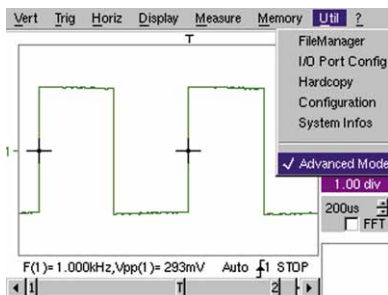 Vert Trig Horiz Display Measure Memory Util ?
T
FileManager
I/O Port Config
Hardcopy
Configuration
System Infos
✓ Advanced Mode
1
1.00 div
200us
FFT
F(1)= 1.000kHz,Vpp(1)= 293mV Auto 1 STOP
1 T 2